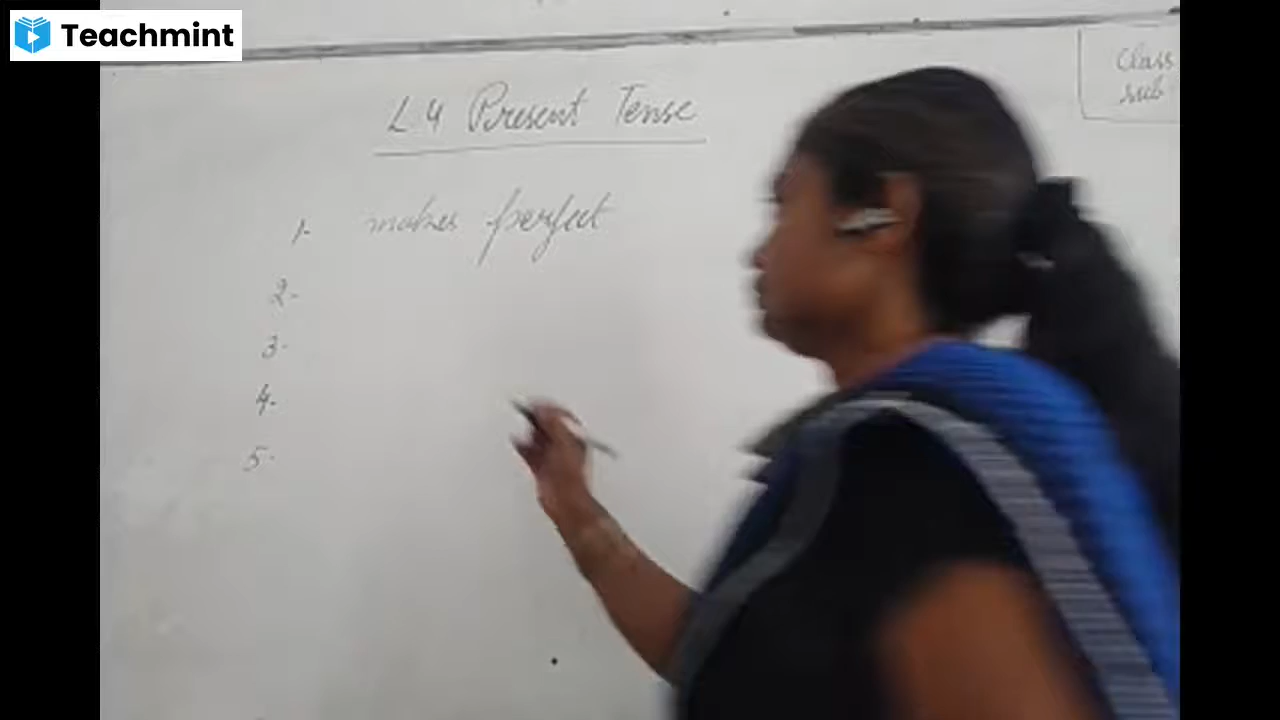 Teachmint
Class
sub
L 4 Present Tense
1- makes perfect
2-
3-
4-
5-